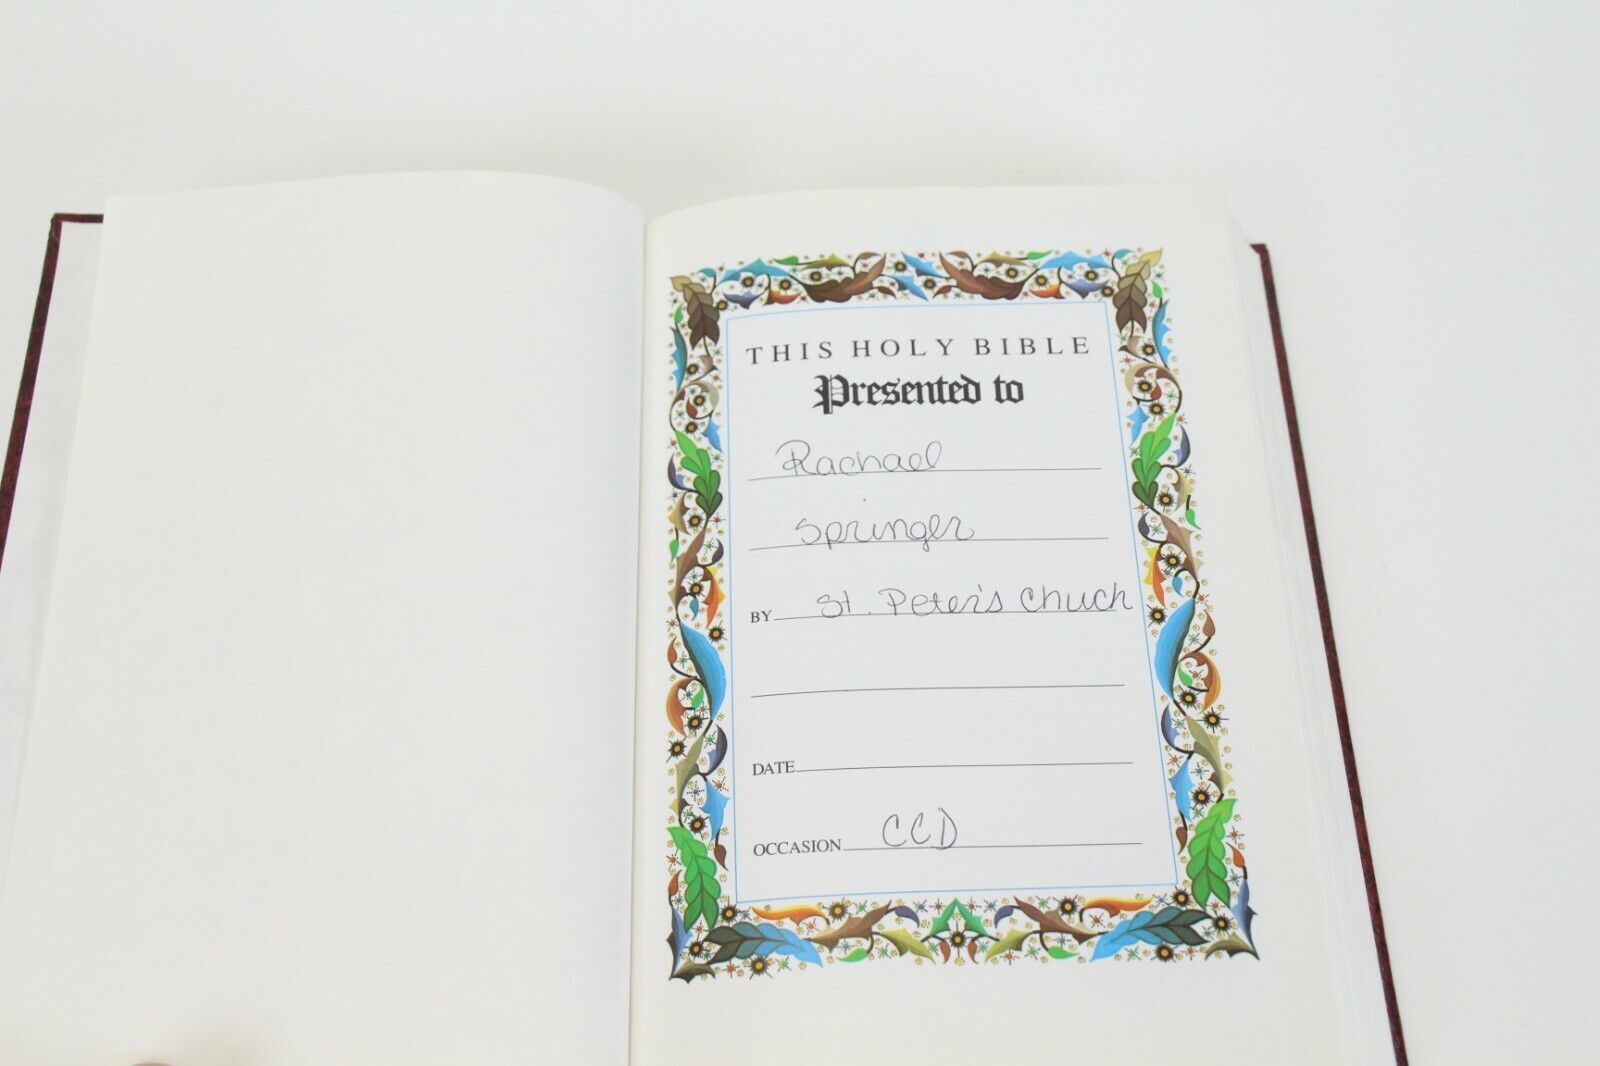 THIS HOLY BIBLE
Presented to
Rachael
Springer
BY St. Peter's Chuch
DATE
OCCASION CCD